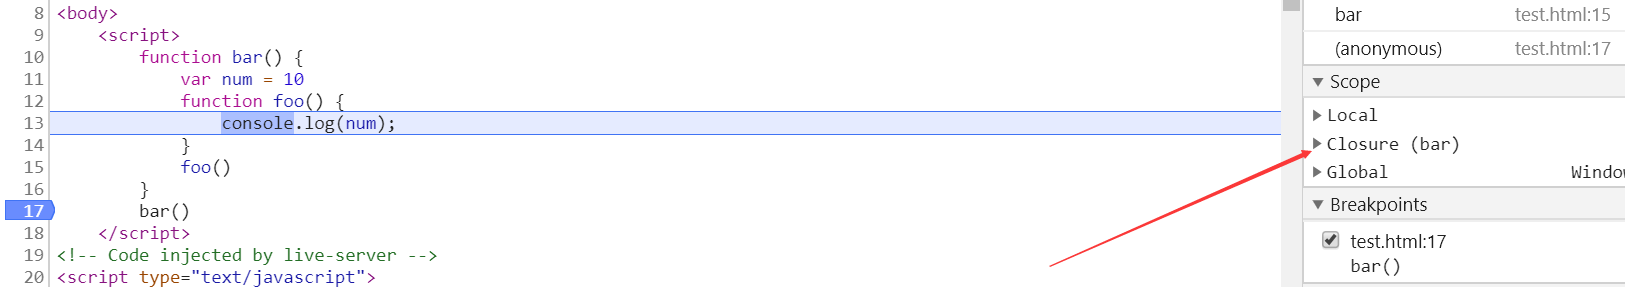 8 <body>
9 <script>
10 function bar() {
11 var num = 10
12 function foo() {
13 console.log(num);
14 }
15 foo()
16 }
17 bar()
18 </script>
19 <!-- Code injected by live-server -->
20 <script type="text/javascript">
bar test.html:15
(anonymous) test.html:17
Scope
Local
Closure (bar)
Global Window
Breakpoints
test.html:17
bar()